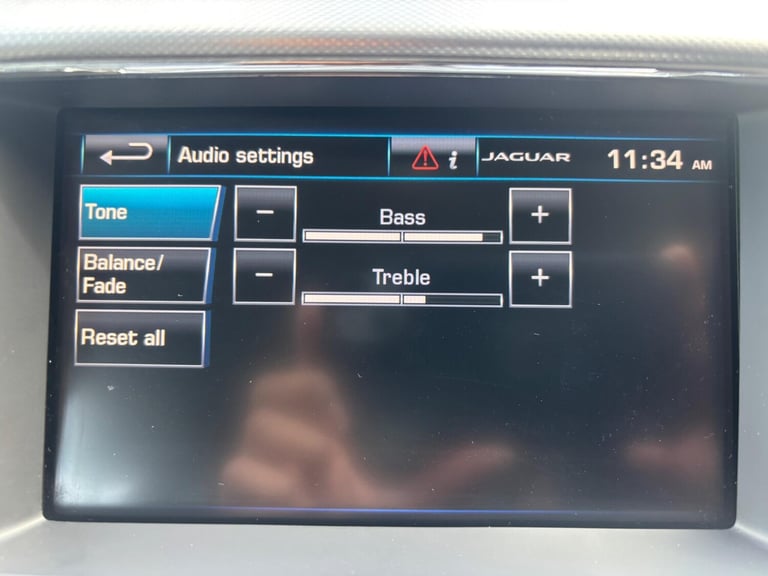 Audio settings
i
JAGUAR
11:34 AM
Tone
- Bass +
Balance/
Fade
- Treble +
Reset all